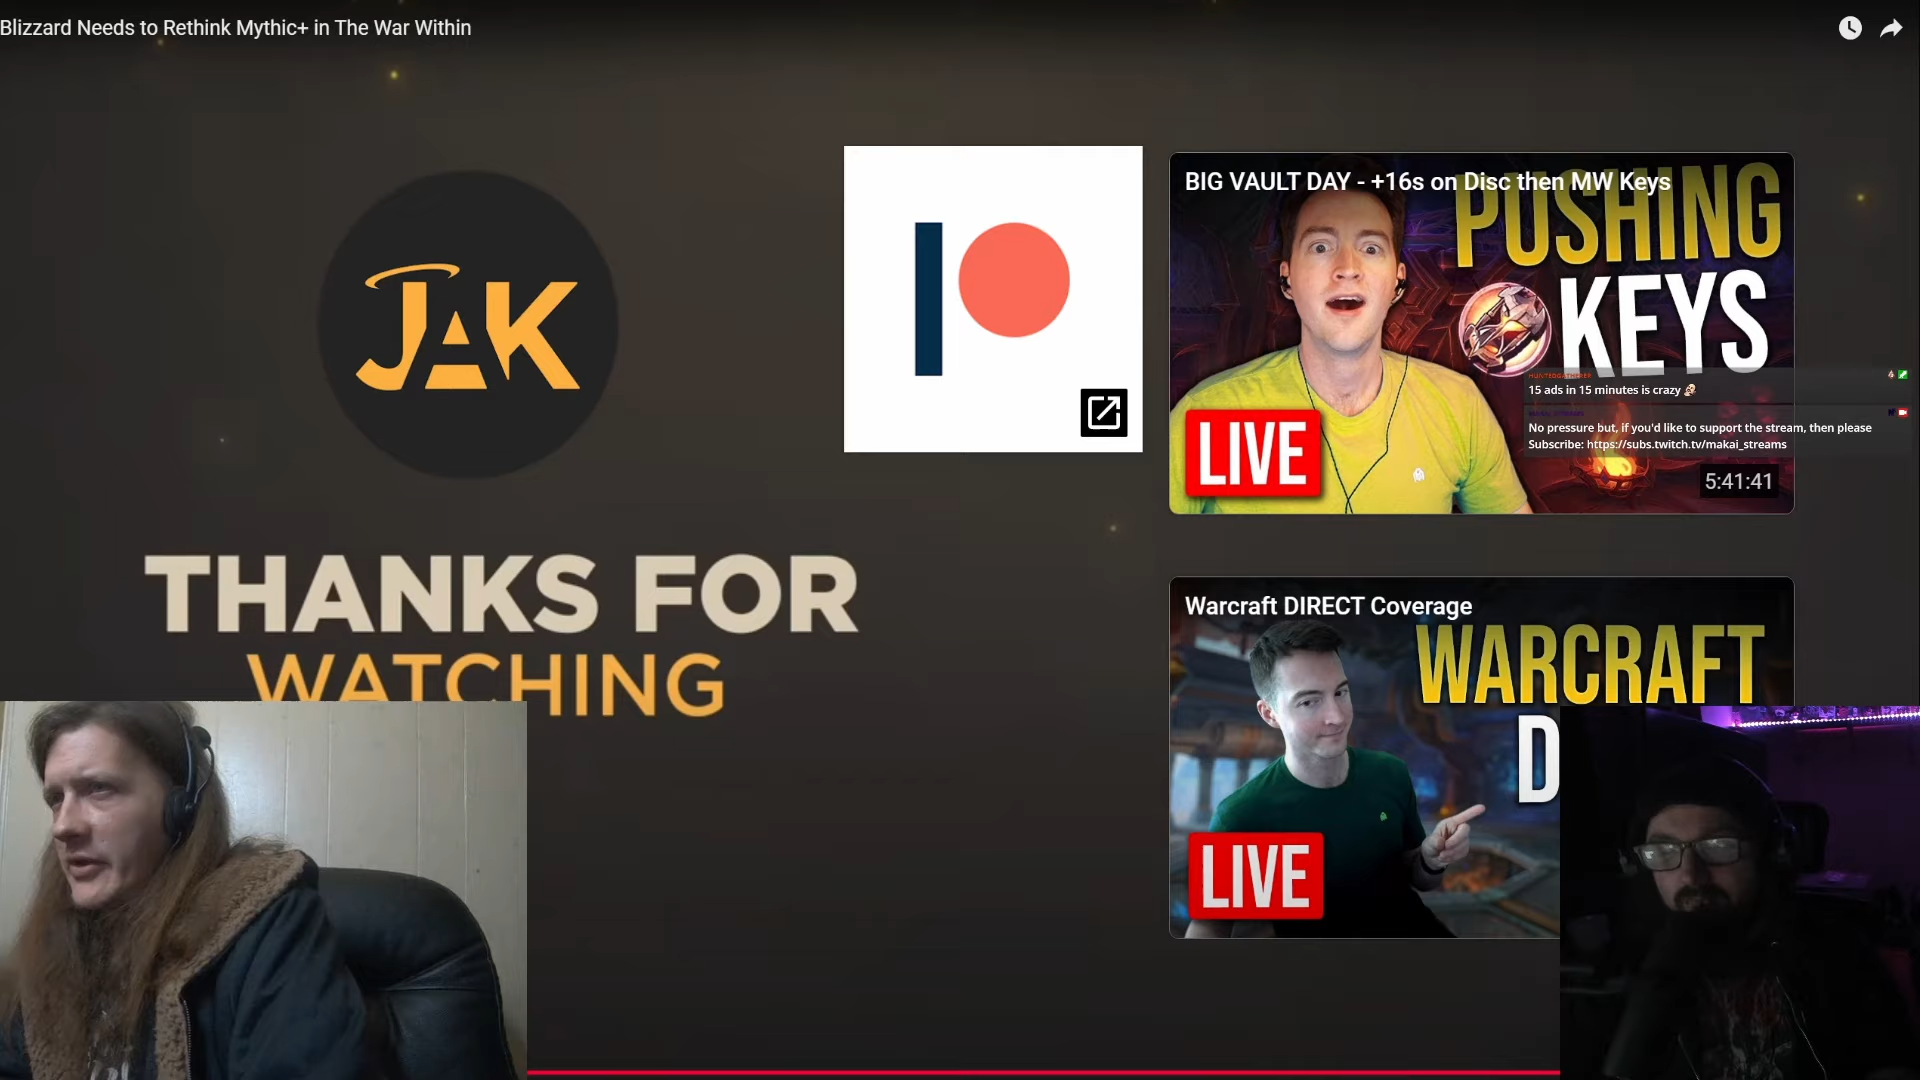 Blizzard Needs to Rethink Mythic+ in The War Within
JAK
THANKS FOR
WATCHING
BIG VAULT DAY - +16s on Disc then MW Keys
PUSHING
KEYS
LIVE
15 ads in 15 minutes is crazy
No pressure but, if you'd like to support the stream, then please
Subscribe: https://subs.twitch.tv/makai_streams
5:41:41
Warcraft DIRECT Coverage
WARCRAFT
D
LIVE